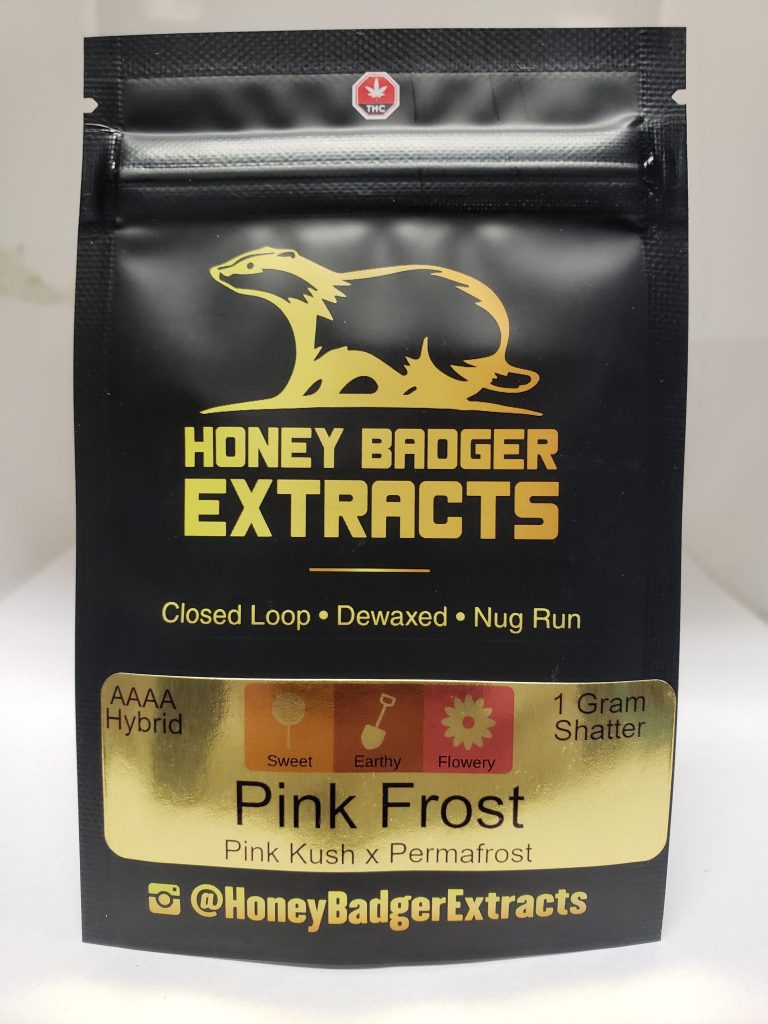 THC
HONEY BADGER
EXTRACTS
Closed Loop • Dewaxed • Nug Run
AAAA
Hybrid
Sweet
Earthy
Flowery
1 Gram
Shatter
Pink Frost
Pink Kush x Permafrost
@HoneyBadgerExtracts